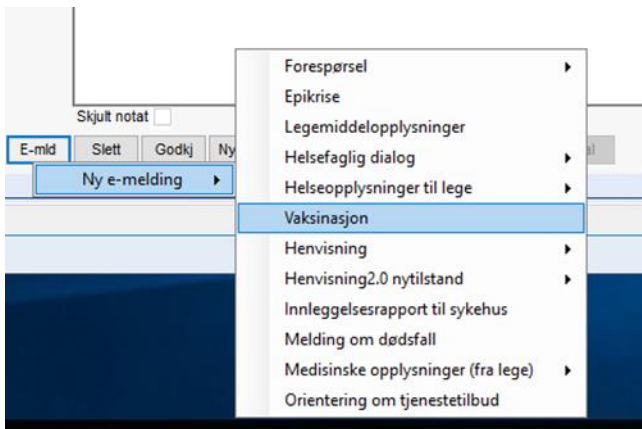 Forespørsel
Epikrise
Legemiddelopplysninger
Helsefaglig dialog
Helseopplysninger til lege
Vaksinasjon
Henvisning
Henvisning2.0 nytilstand
Innleggelsesrapport til sykehus
Melding om dødsfall
Medisinske opplysninger (fra lege)
Orientering om tjenestetilbud
Skjult notat
E-mld Slett Godkj Ny
Ny e-melding